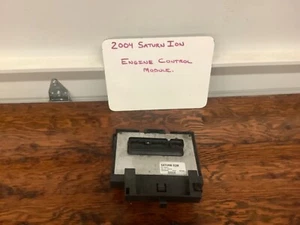 2004 SATURN ION
ENGINE CONTROL
MODULE